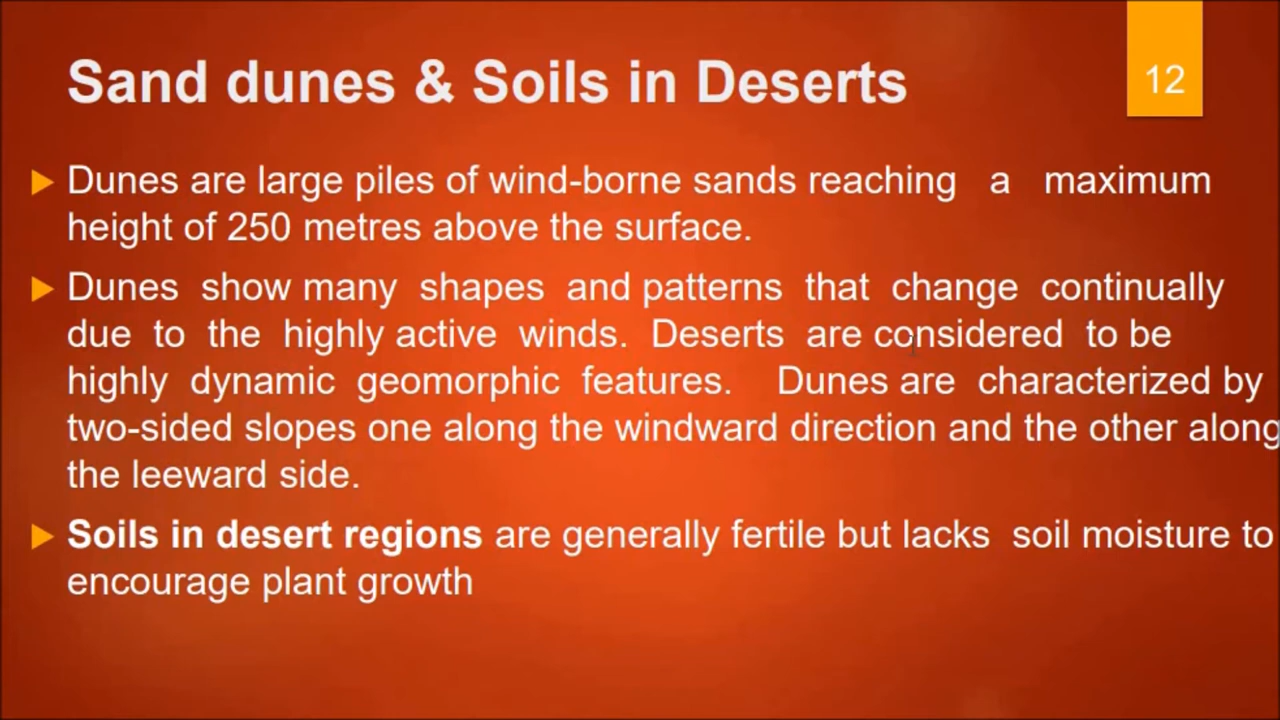 Sand dunes & Soils in Deserts
12
Dunes are large piles of wind-borne sands reaching a maximum
height of 250 metres above the surface.
Dunes show many shapes and patterns that change continually
due to the highly active winds. Deserts are considered to be
highly dynamic geomorphic features. Dunes are characterized by
two-sided slopes one along the windward direction and the other along
the leeward side.
Soils in desert regions are generally fertile but lacks soil moisture to
encourage plant growth